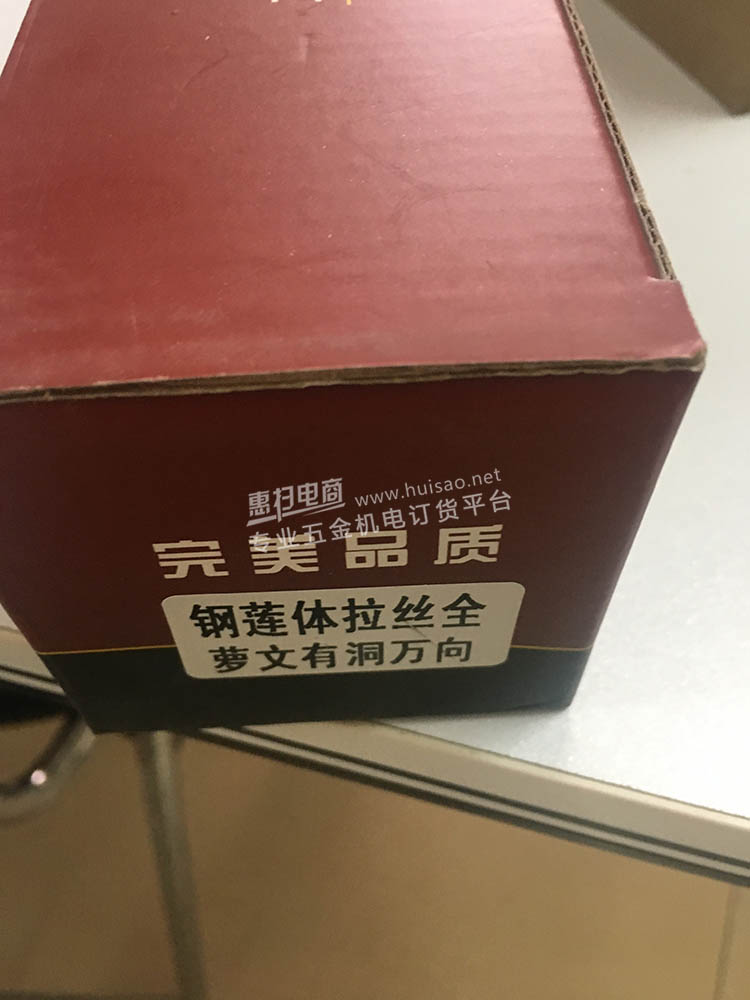 惠扫电商 www.huisao.net
专业五金机电订货平台
完美品质
钢莲体拉丝全
萝文有洞万向